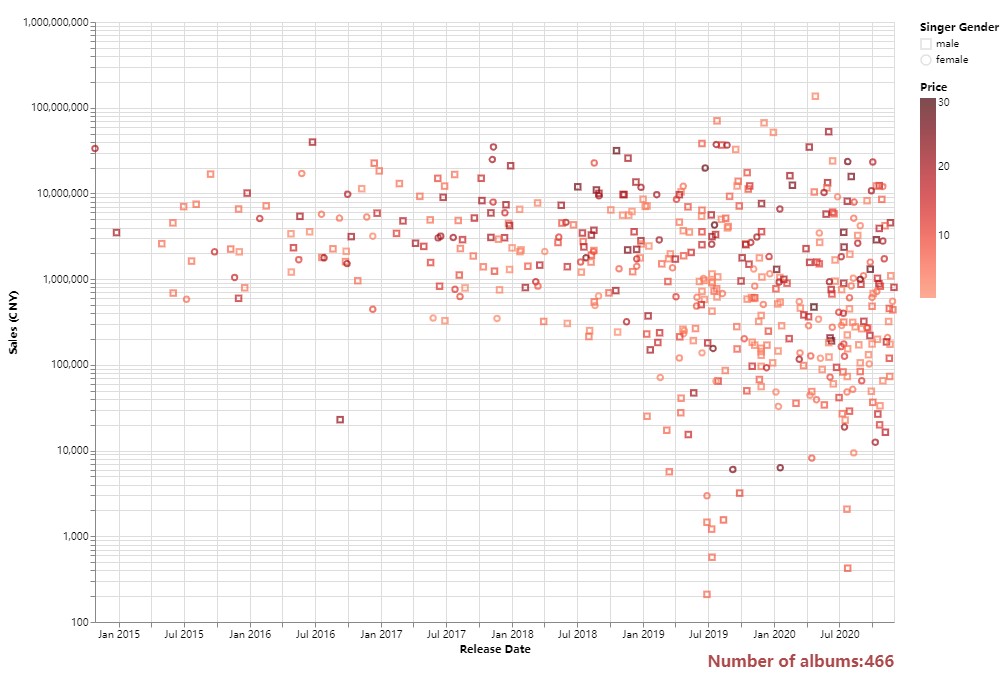 1,000,000,000
100,000,000
10,000,000
1,000,000
100,000
10,000
1,000
100
Sales (CNY)
Jan 2015 Jul 2015 Jan 2016 Jul 2016 Jan 2017 Jul 2017 Jan 2018 Jul 2018 Jan 2019 Jul 2019 Jan 2020 Jul 2020
Release Date
Number of albums:466
Singer Gender
male
female
Price
30
20
10